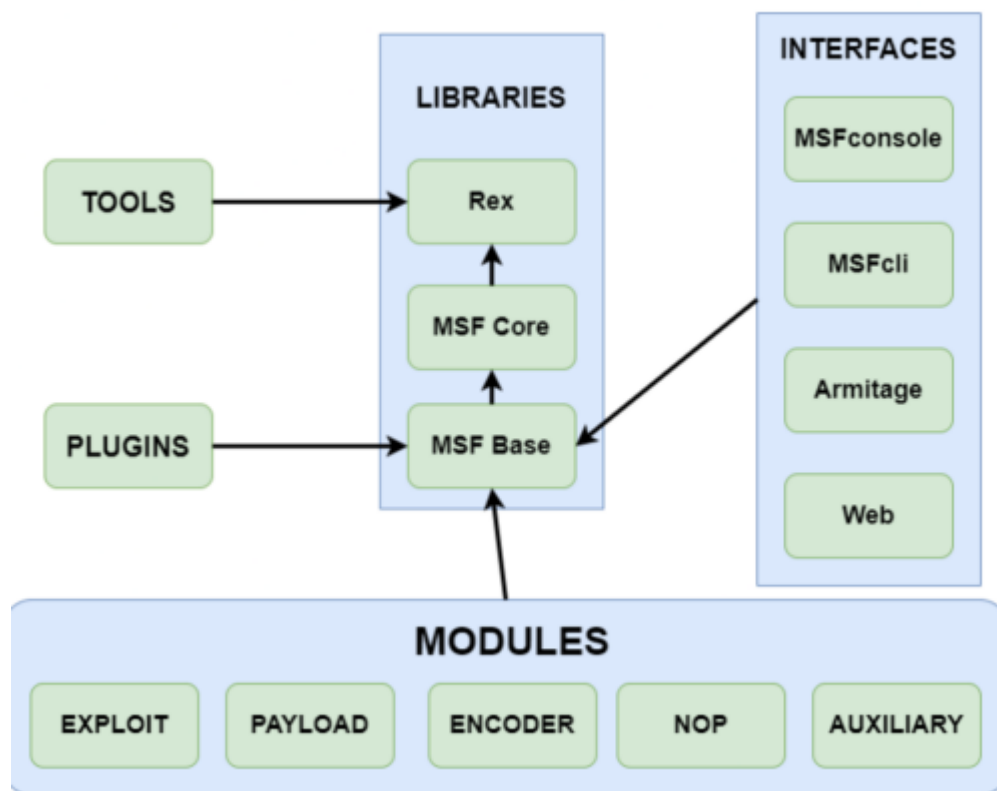 INTERFACES
LIBRARIES
MSFconsole
TOOLS
Rex
MSFcli
MSF Core
Armitage
PLUGINS
MSF Base
Web
MODULES
EXPLOIT
PAYLOAD
ENCODER
NOP
AUXILIARY